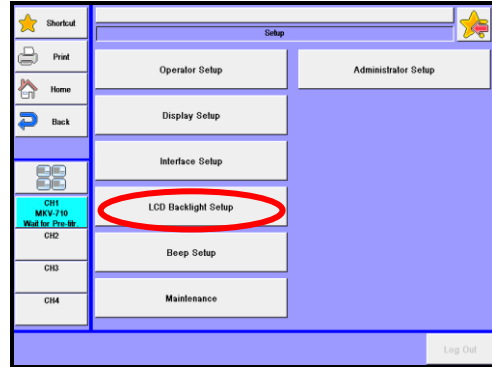 Shortcut
Print
Home
Back
CH1
MKV-710
Wait for Pre-titr.
CH2
CH3
CH4
Setup
Operator Setup
Administrator Setup
Display Setup
Interface Setup
LCD Backlight Setup
Beep Setup
Maintenance
Log Out